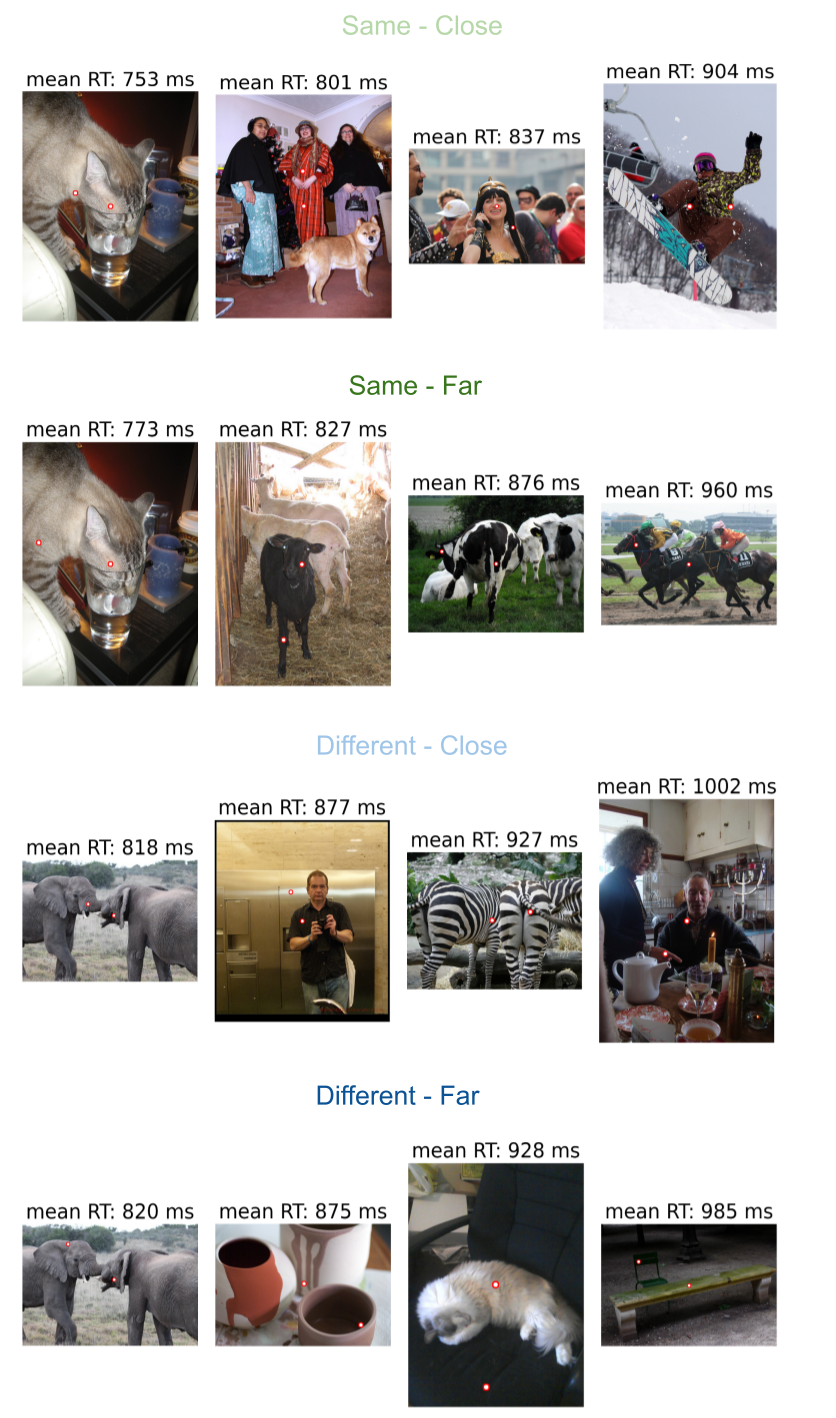 Same - Close
mean RT: 753 ms
mean RT: 801 ms
mean RT: 837 ms
mean RT: 904 ms
Same - Far
mean RT: 773 ms
mean RT: 827 ms
mean RT: 876 ms
mean RT: 960 ms
Different - Close
mean RT: 818 ms
mean RT: 877 ms
mean RT: 927 ms
mean RT: 1002 ms
Different - Far
mean RT: 820 ms
mean RT: 875 ms
mean RT: 928 ms
mean RT: 985 ms